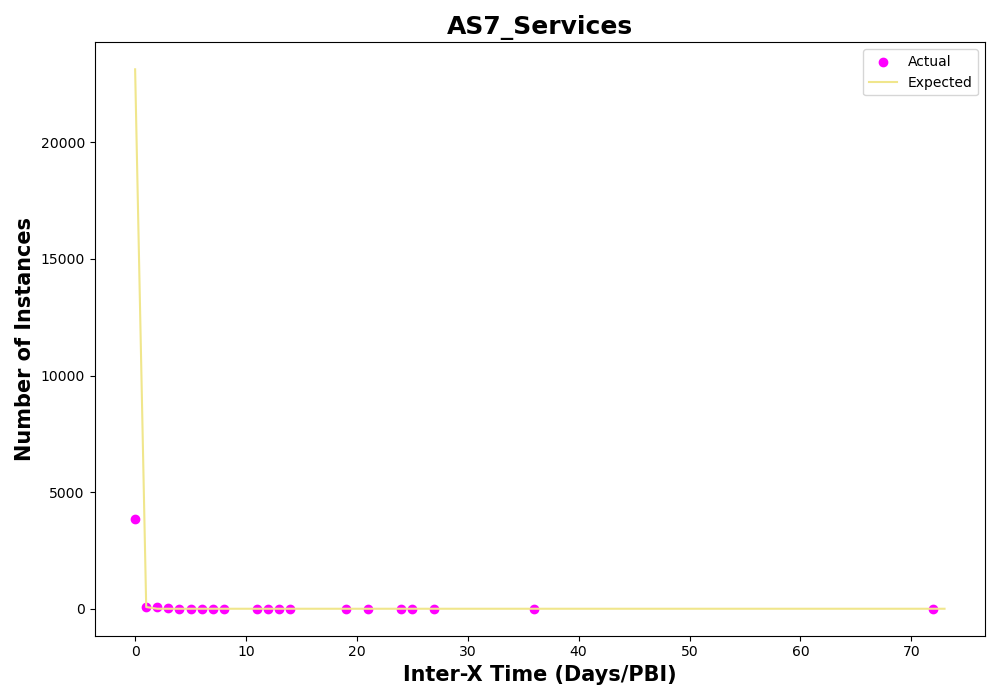 AS7_Services
Actual
Expected
Number of Instances
20000
15000
10000
5000
0
0 10 20 30 40 50 60 70
Inter-X Time (Days/PBI)